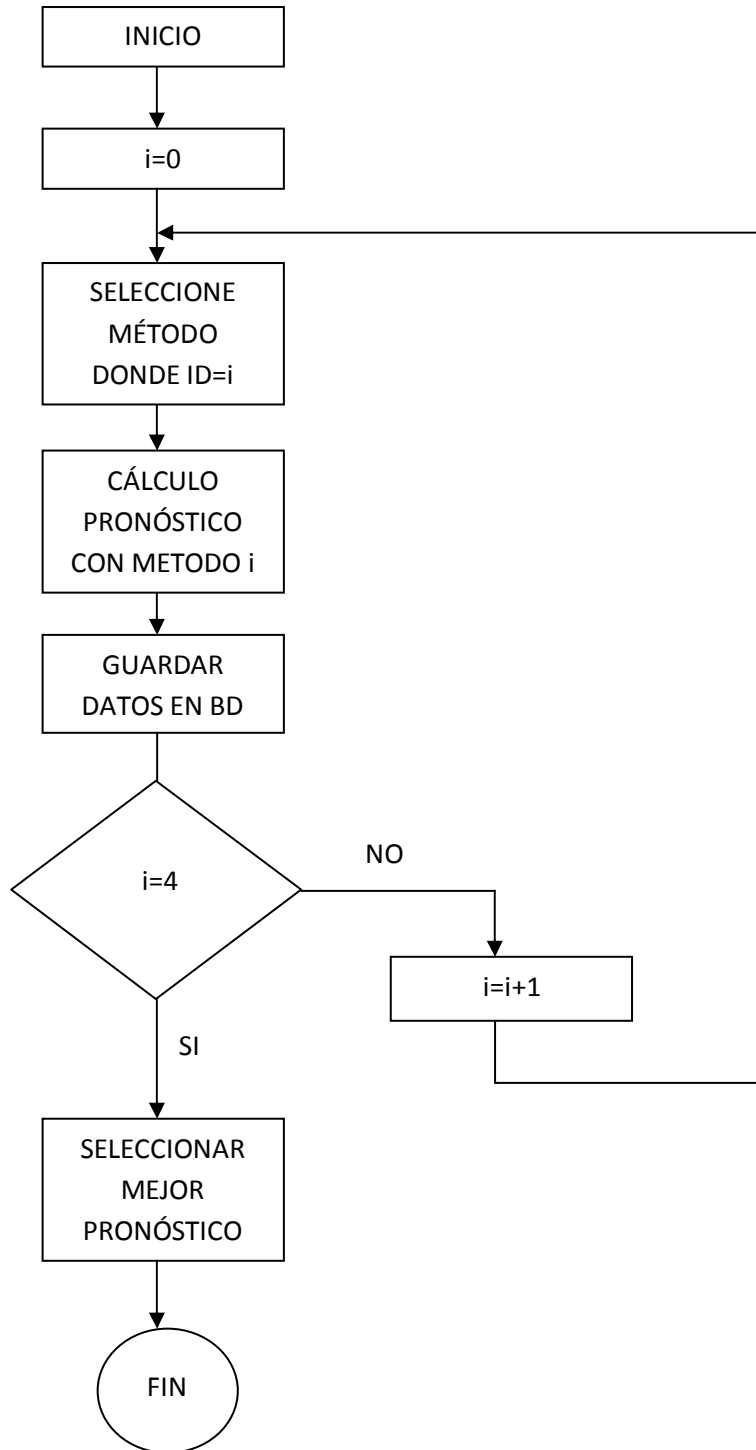 INICIO
i=0
SELECCIONE
MÉTODO
DONDE ID=i
CÁLCULO
PRONÓSTICO
CON METODO i
GUARDAR
DATOS EN BD
i=4
NO
i=i+1
SI
SELECCIONAR
MEJOR
PRONÓSTICO
FIN